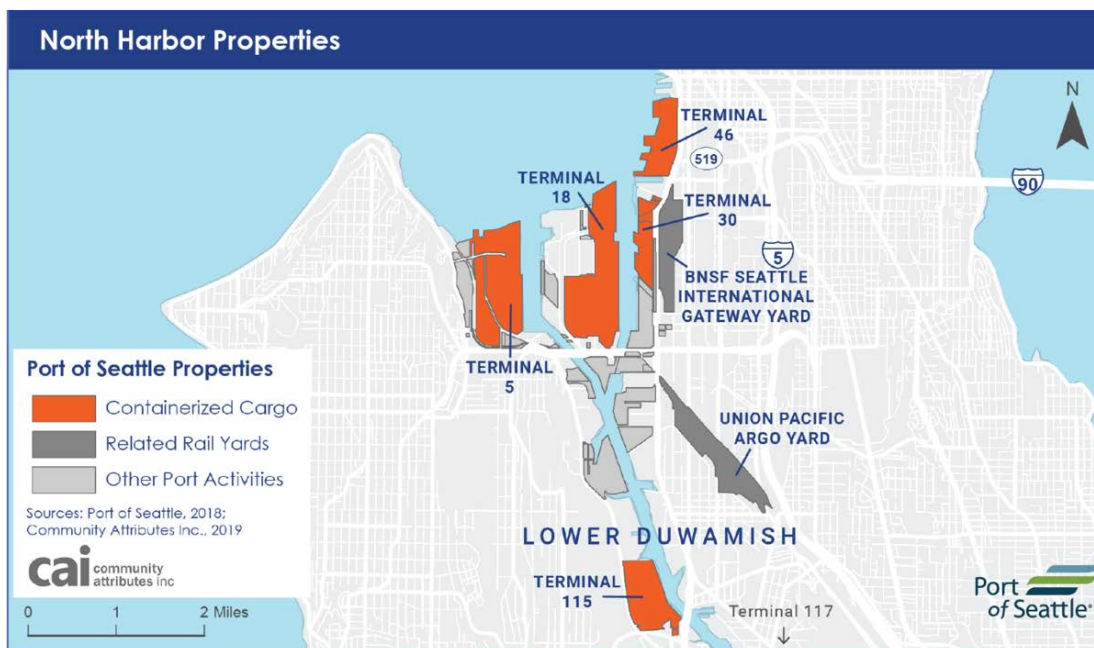 North Harbor Properties
N
TERMINAL
46
519
90
TERMINAL
18
TERMINAL
30
5
BNSF SEATTLE
INTERNATIONAL
GATEWAY YARD
TERMINAL
5
Port of Seattle Properties
Containerized Cargo
Related Rail Yards
Other Port Activities
Sources: Port of Seattle, 2018;
Community Attributes Inc., 2019
cai community
attributes inc
0 1 2 Miles
UNION PACIFIC
ARGO YARD
LOWER DUWAMISH
TERMINAL
115
Terminal 117
Port
of Seattle®